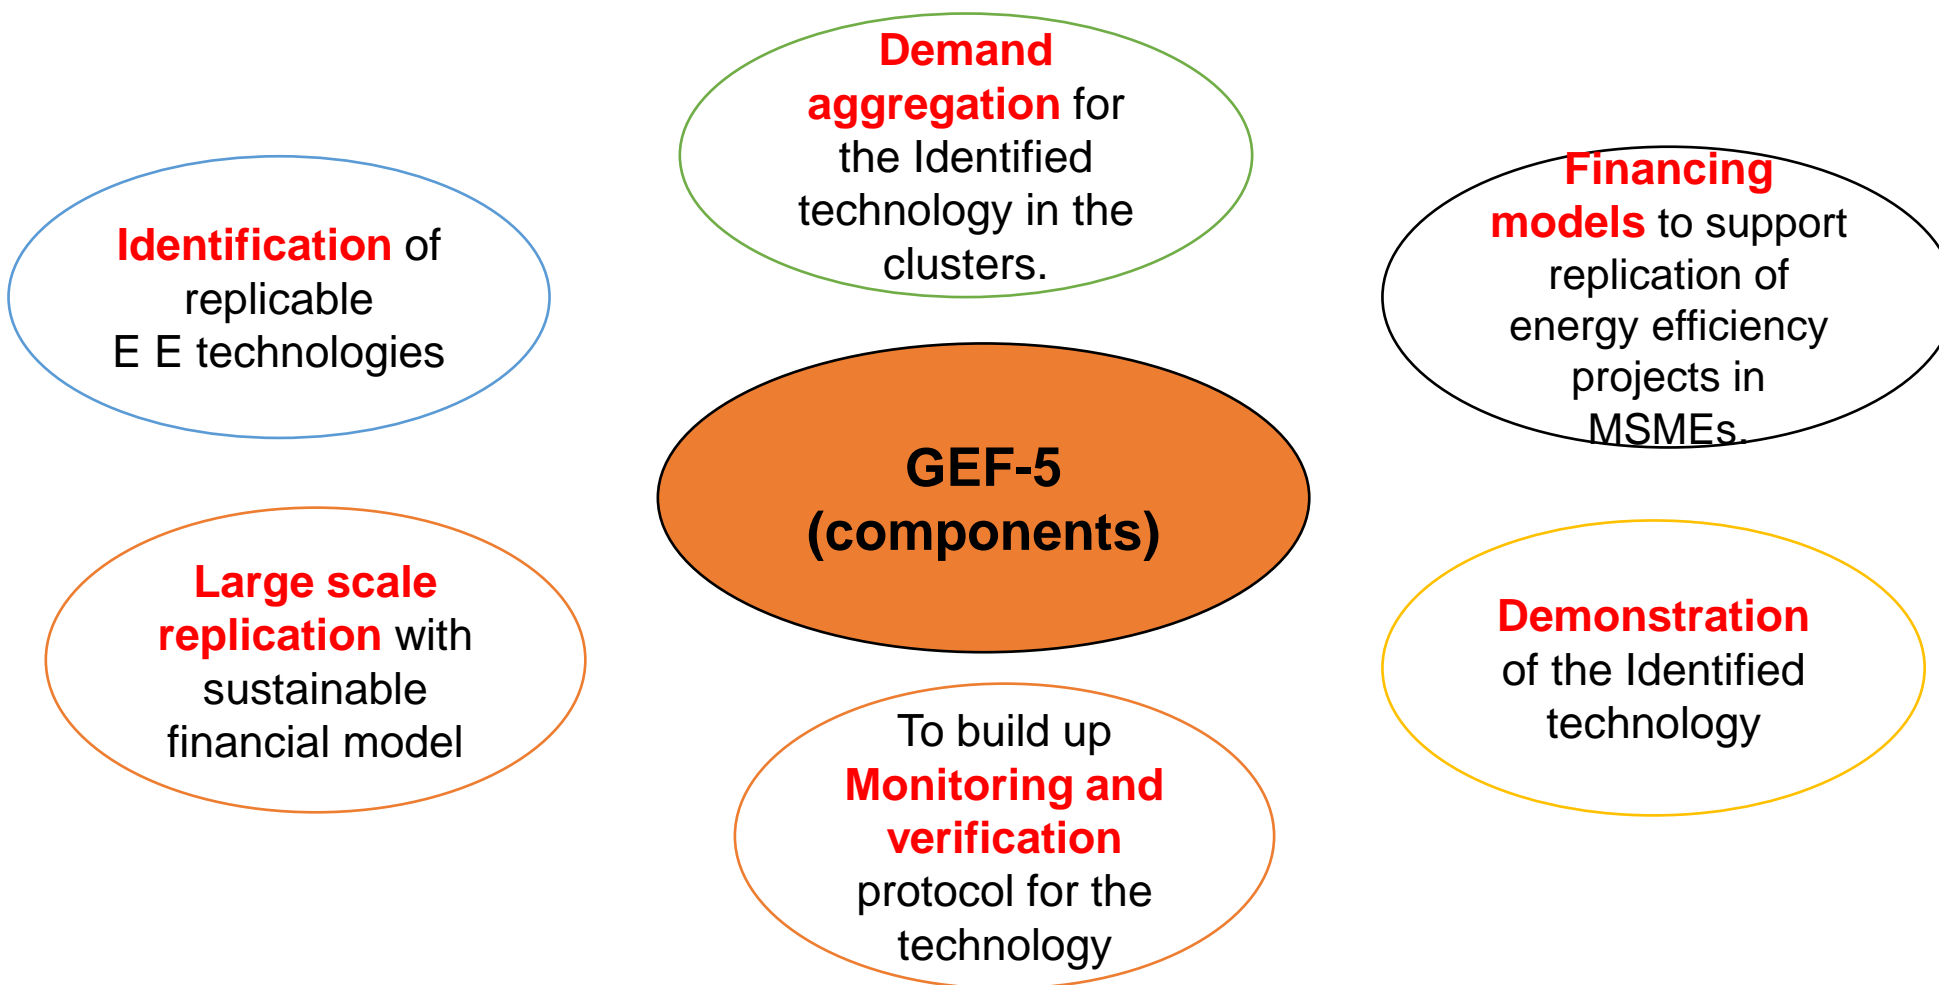 Identification of
replicable
E E technologies
Demand
aggregation for
the Identified
technology in the
clusters.
Financing
models to support
replication of
energy efficiency
projects in
MSMEs.
GEF-5
(components)
Large scale
replication with
sustainable
financial model
To build up
Monitoring and
verification
protocol for the
technology
Demonstration
of the Identified
technology